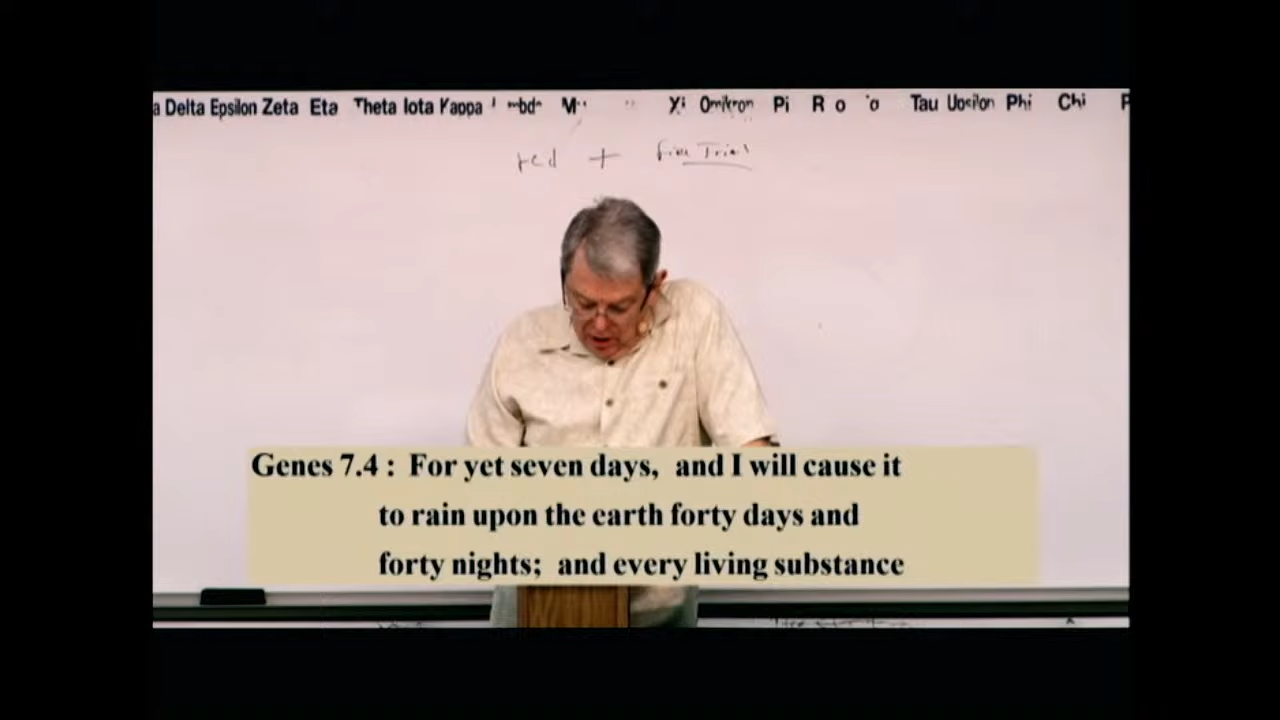 a Delta Epsilon Zeta Eta Theta Iota Kappa Xi Omikron Pi R o Tau Upsilon Phi Chi
red +
Genes 7.4 : For yet seven days, and I will cause it
to rain upon the earth forty days and
forty nights; and every living substance